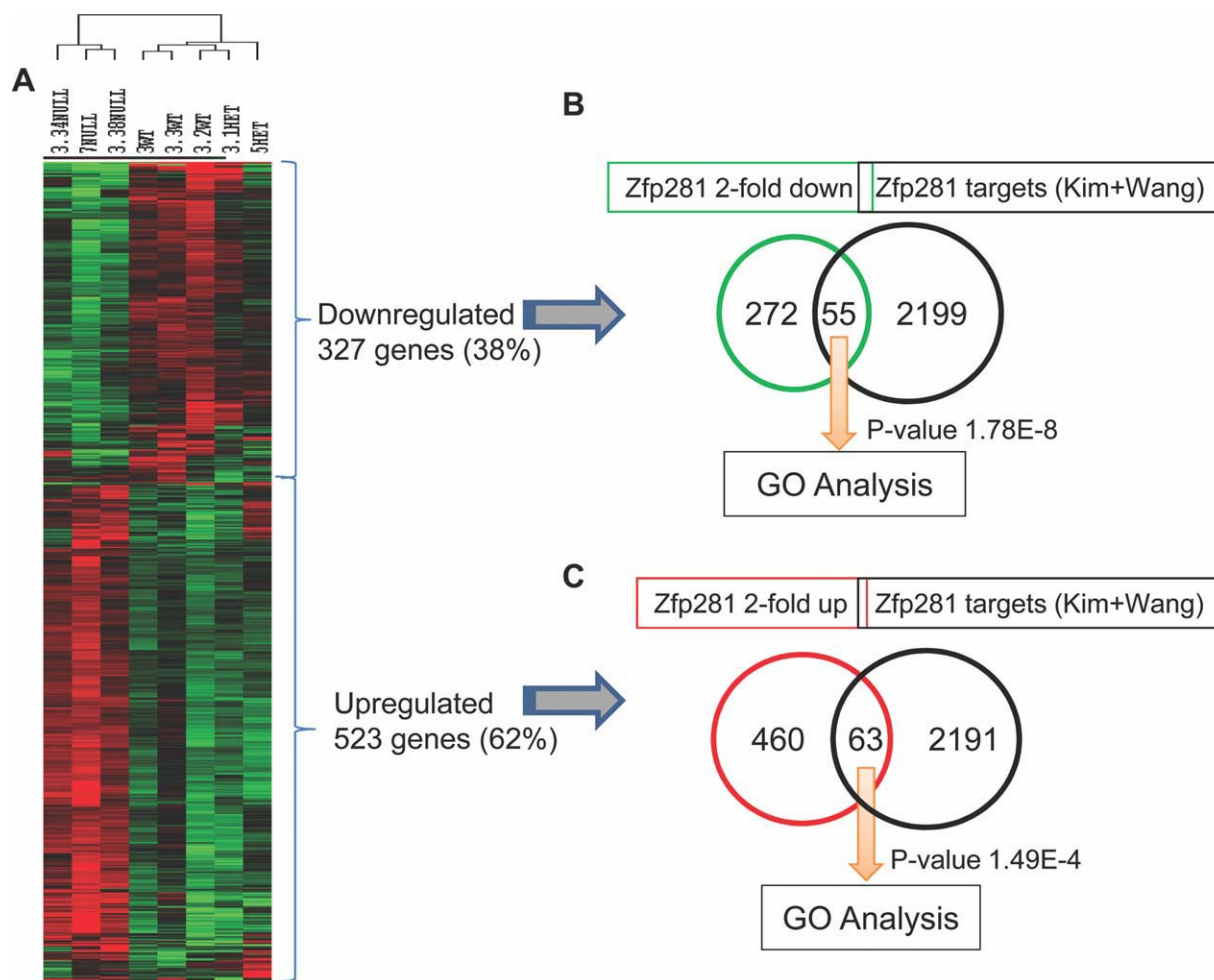 A
3.34NULL
7NULL
3.38NULL
3WT
3.3WT
3.2WT
3.1HET
5HET
Downregulated
327 genes (38%)
Upregulated
523 genes (62%)
B
Zfp281 2-fold down
Zfp281 targets (Kim+Wang)
272
55
2199
P-value 1.78E-8
GO Analysis
C
Zfp281 2-fold up
Zfp281 targets (Kim+Wang)
460
63
2191
P-value 1.49E-4
GO Analysis